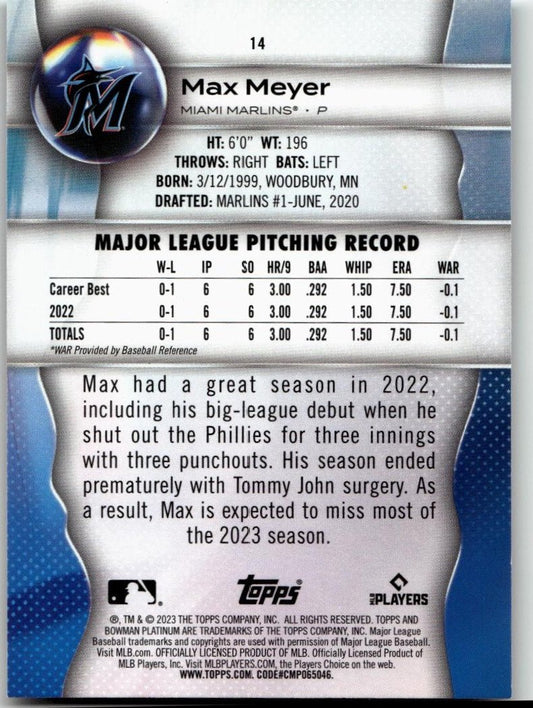 14
M
Max Meyer
MIAMI MARLINS® · P
HT: 6'0" WT: 196
THROWS: RIGHT BATS: LEFT
BORN: 3/12/1999, WOODBURY, MN
DRAFTED: MARLINS #1-JUNE, 2020
MAJOR LEAGUE PITCHING RECORD
W-L IP SO HR/9 BAA WHIP ERA WAR
Career Best 0-1 6 6 3.00 .292 1.50 7.50 -0.1
2022 0-1 6 6 3.00 .292 1.50 7.50 -0.1
TOTALS 0-1 6 6 3.00 .292 1.50 7.50 -0.1
*WAR Provided by Baseball Reference
Max had a great season in 2022,
including his big-league debut when he
shut out the Phillies for three innings
with three punchouts. His season ended
prematurely with Tommy John surgery. As
a result, Max is expected to miss most of
the 2023 season.
Topps®
MLB PLAYERS
®, TM & © 2023 THE TOPPS COMPANY, INC. ALL RIGHTS RESERVED. TOPPS AND
BOWMAN PLATINUM ARE TRADEMARKS OF THE TOPPS COMPANY, INC. Major League
Baseball trademarks and copyrights are used with permission of Major League Baseball.
Visit MLB.com. OFFICIALLY LICENSED PRODUCT OF MLB. Officially Licensed Product of
MLB Players, Inc. Visit MLBPLAYERS.COM, the Players Choice on the web.
WWW.TOPPS.COM. CODE#CMP065046.